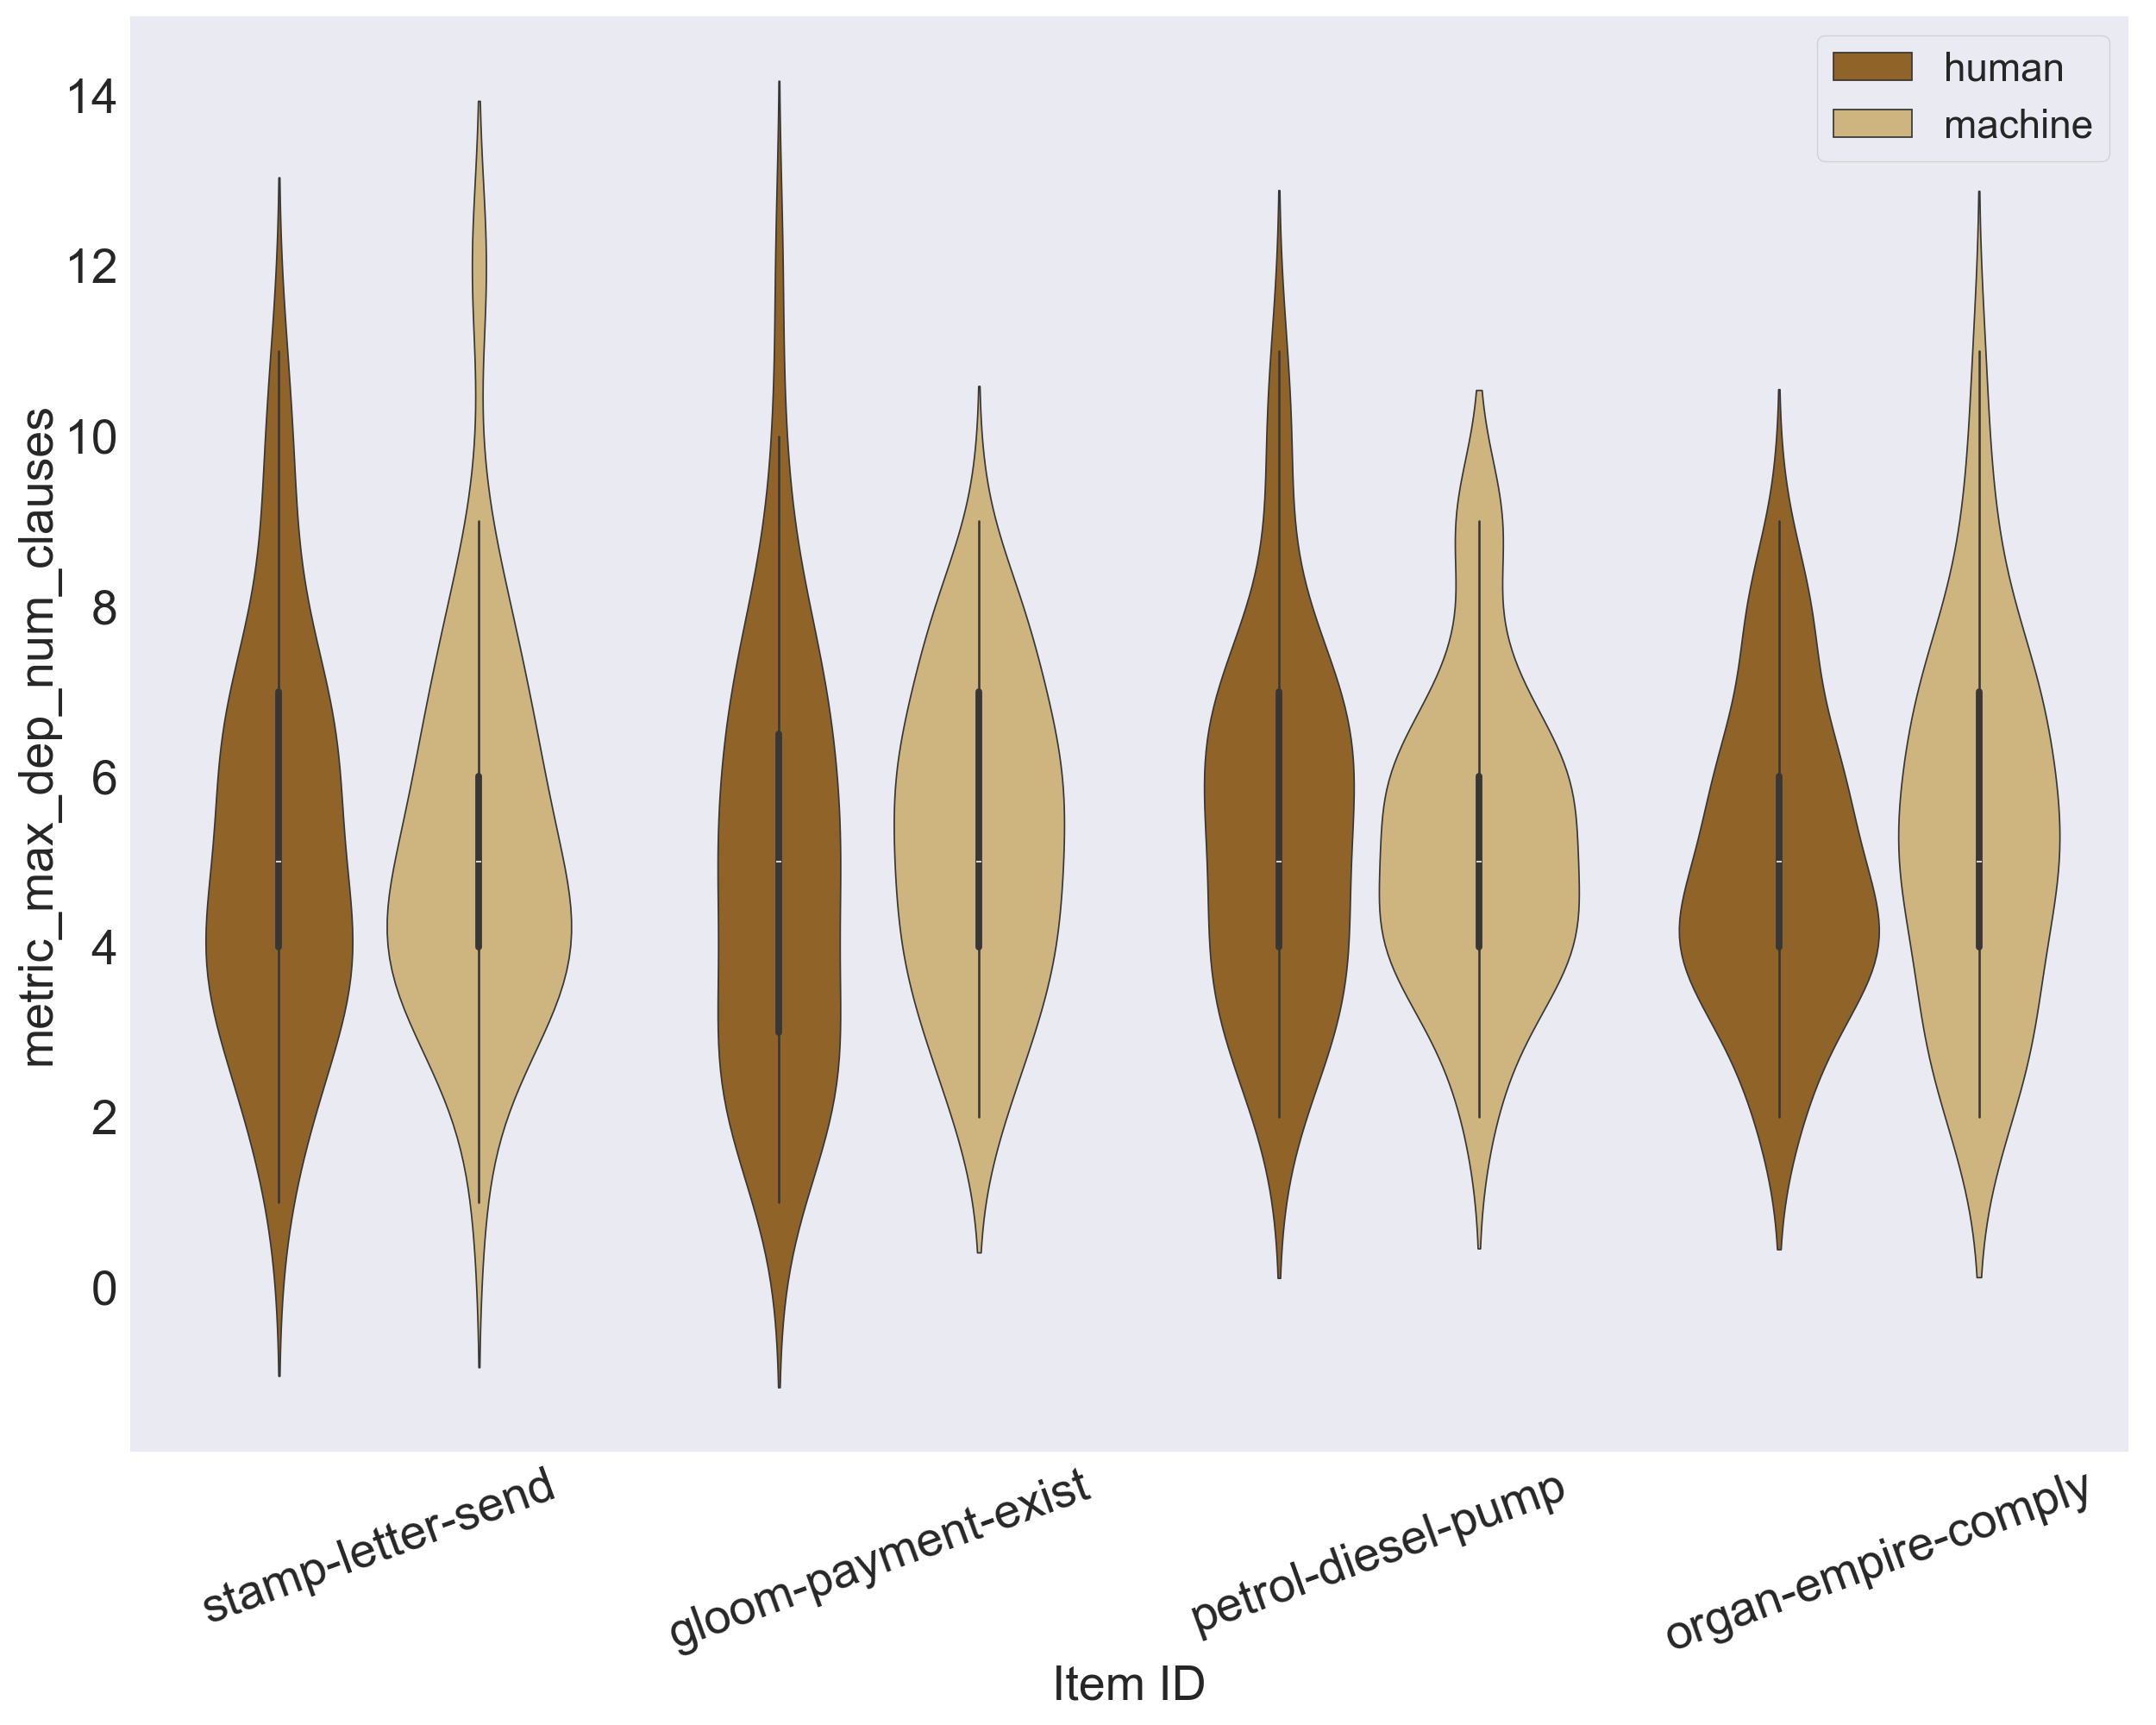 human
machine
14
12
10
8
6
4
2
0
metric_max_dep_num_clauses
stamp-letter-send
gloom-payment-exist
petrol-diesel-pump
organ-empire-comply
Item ID